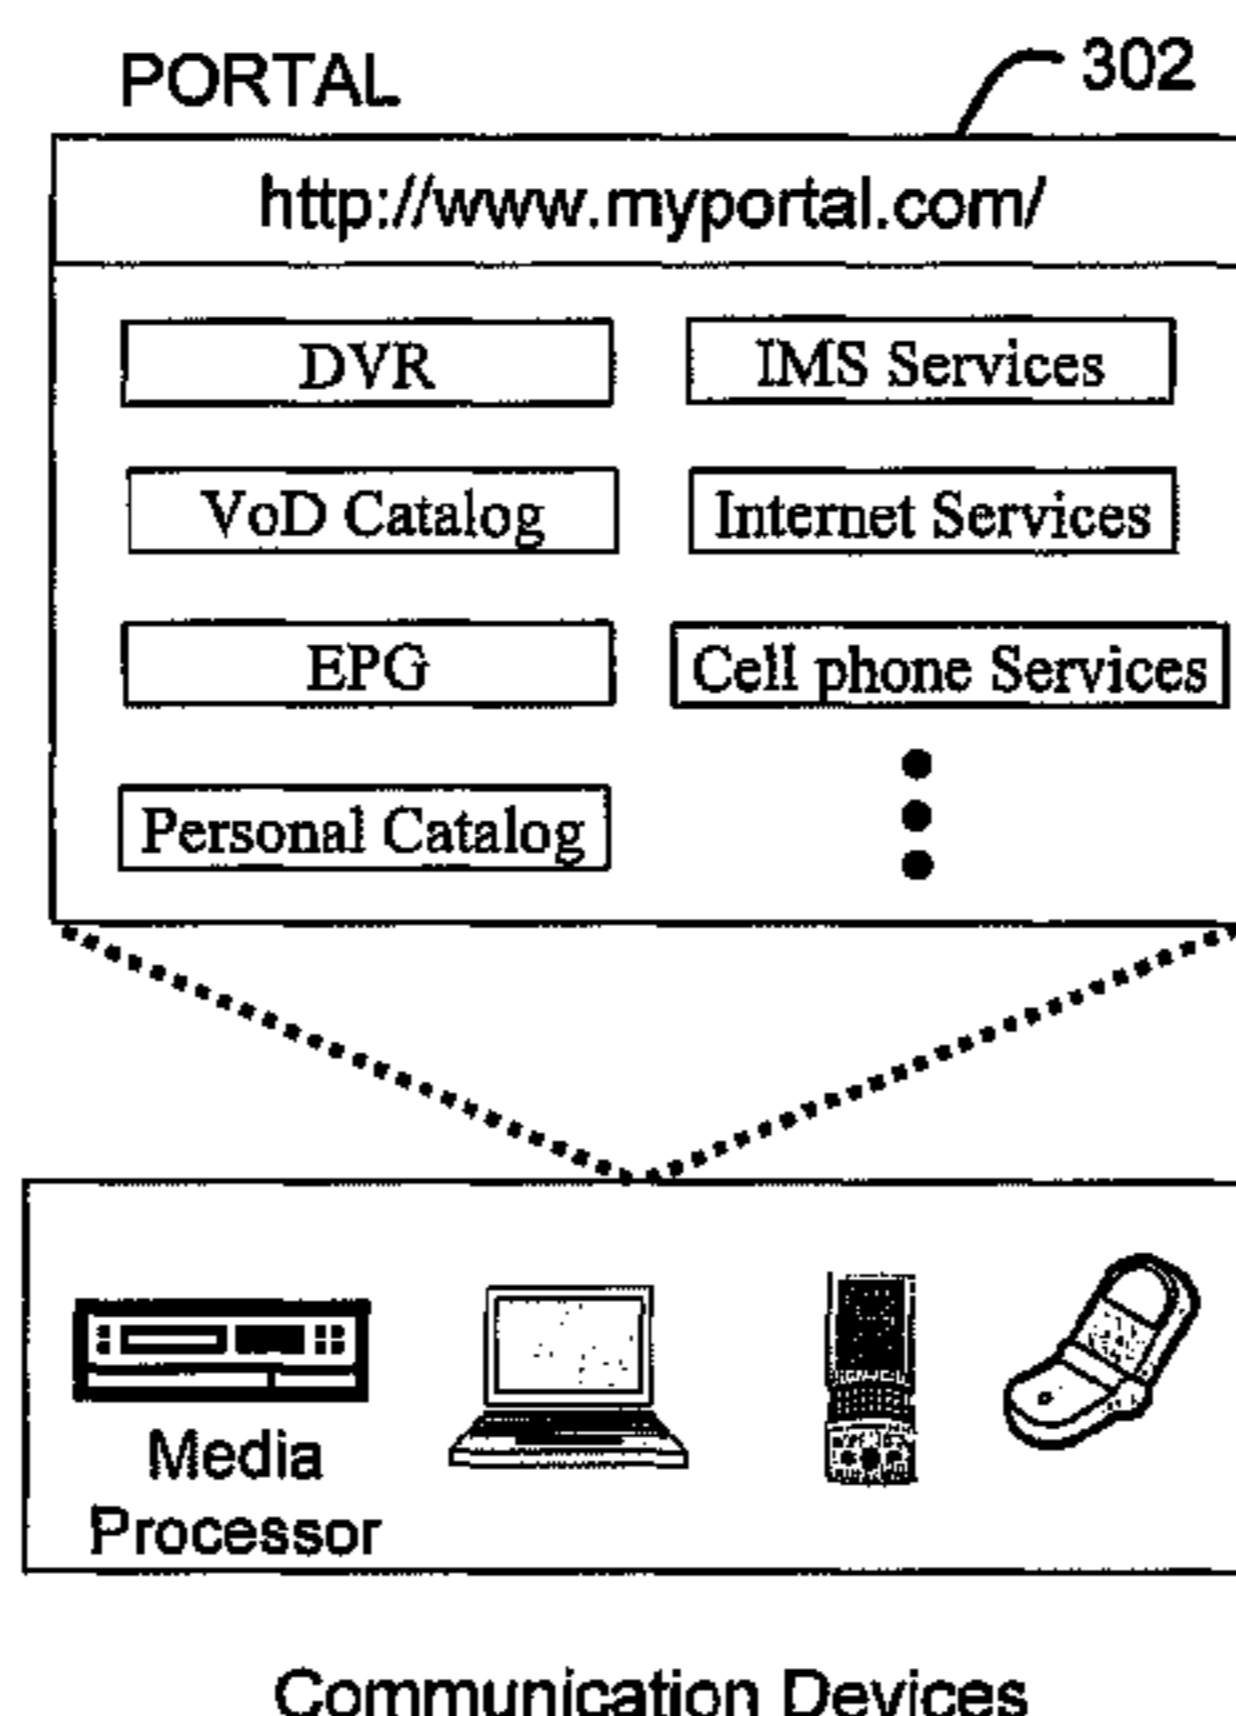 PORTAL
302
http://www.myportal.com/
DVR
IMS Services
VoD Catalog
Internet Services
EPG
Cell phone Services
Personal Catalog
Media
Processor
Communication Devices